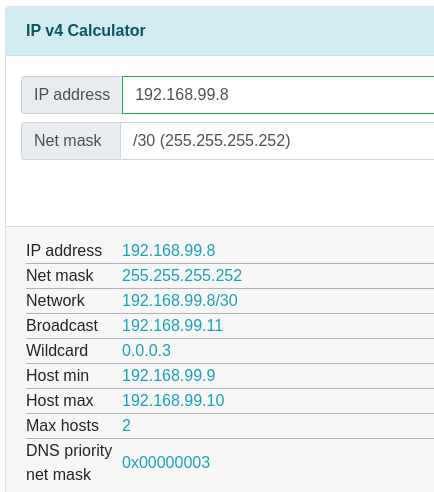 IP v4 Calculator
IP address 192.168.99.8
Net mask /30 (255.255.255.252)
IP address 192.168.99.8
Net mask 255.255.255.252
Network 192.168.99.8/30
Broadcast 192.168.99.11
Wildcard 0.0.0.3
Host min 192.168.99.9
Host max 192.168.99.10
Max hosts 2
DNS priority
net mask 0x00000003